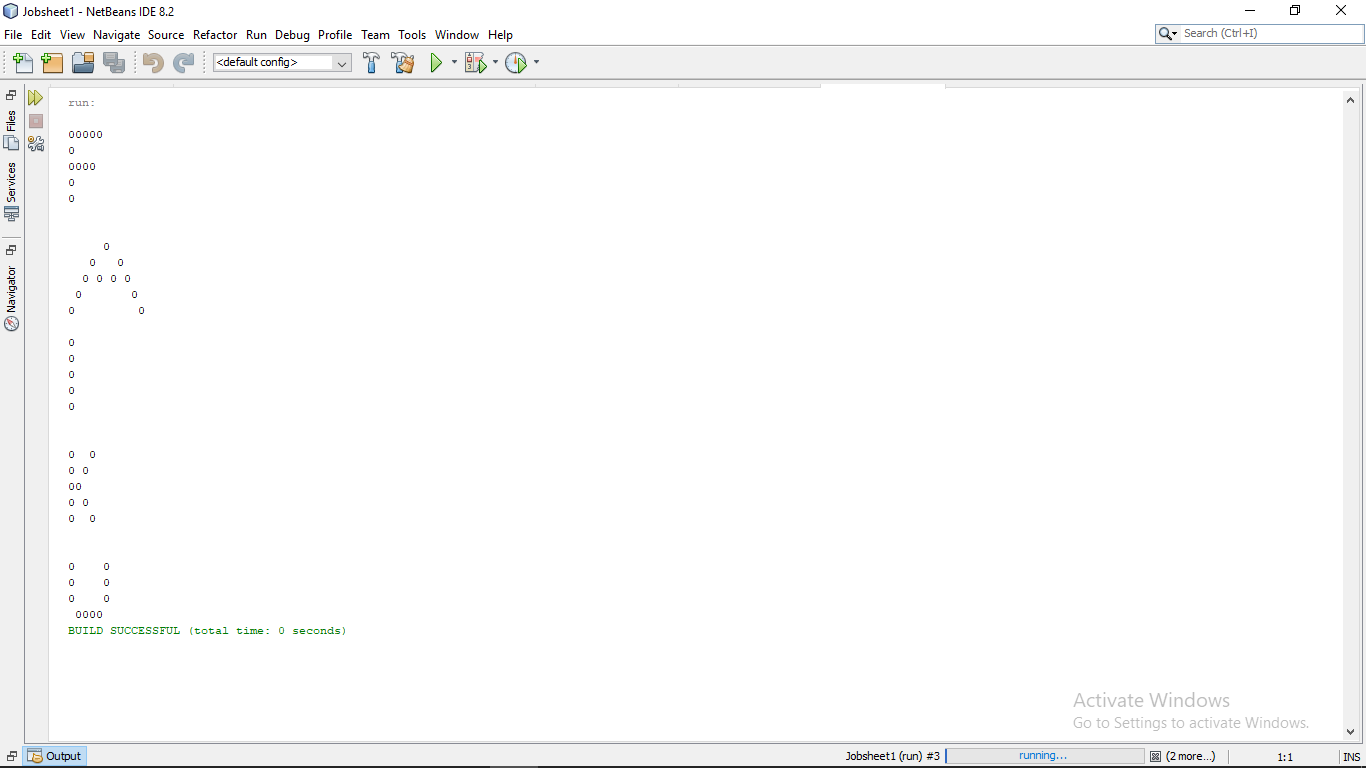 Jobsheet1 - NetBeans IDE 8.2
File Edit View Navigate Source Refactor Run Debug Profile Team Tools Window Help
Search (Ctrl+I)
<default config>
Files
Services
Navigator
run:
00000
0
0000
0
0
     0
   0   0
  0 0 0 0
 0       0
0         0
0
0
0
0
0
0  0
0 0
00
0 0
0  0
0    0
0    0
0    0
 0000
BUILD SUCCESSFUL (total time: 0 seconds)
Activate Windows
Go to Settings to activate Windows.
Output
Jobsheet1 (run) #3
running...
(2 more...)
1:1
INS